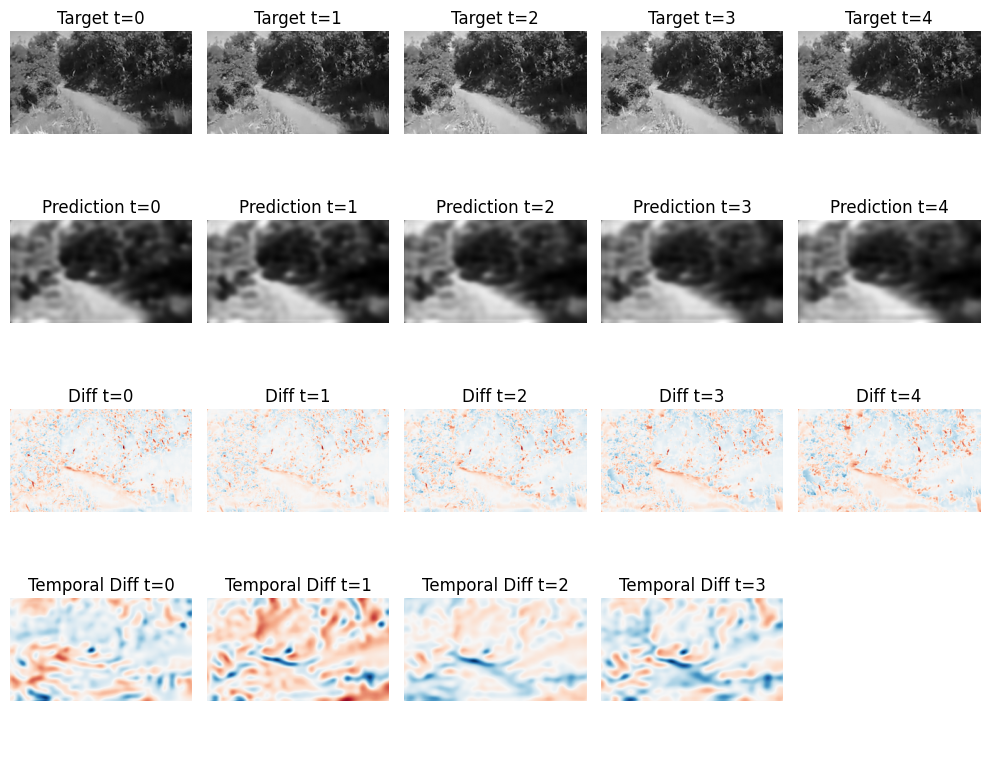 Target t=0 Target t=1 Target t=2 Target t=3 Target t=4
Prediction t=0 Prediction t=1 Prediction t=2 Prediction t=3 Prediction t=4
Diff t=0 Diff t=1 Diff t=2 Diff t=3 Diff t=4
Temporal Diff t=0 Temporal Diff t=1 Temporal Diff t=2 Temporal Diff t=3